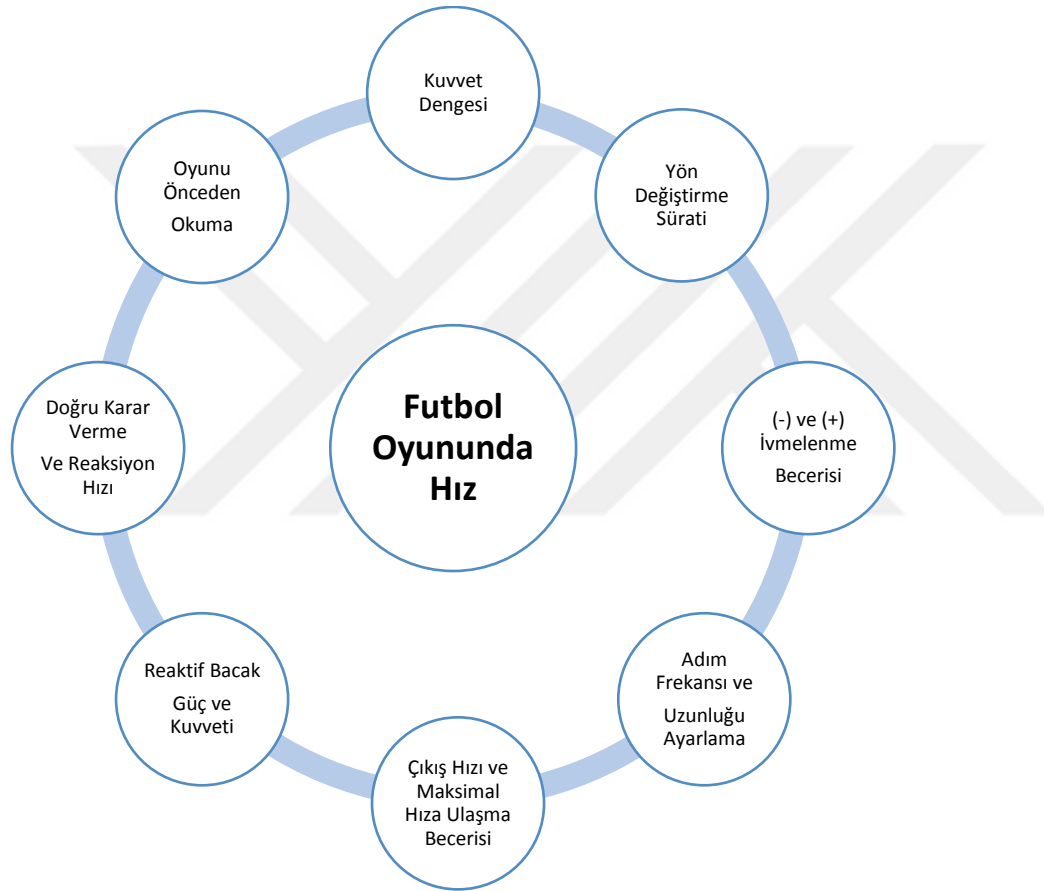 Kuvvet
Dengesi
Yön
Değiştirme
Sürati
(-) ve (+)
İvmelenme
Becerisi
Adım
Frekansı ve
Uzunluğu
Ayarlama
Çıkış Hızı ve
Maksimal
Hıza Ulaşma
Becerisi
Reaktif Bacak
Güç ve
Kuvveti
Doğru Karar
Verme
Ve Reaksiyon
Hızı
Oyunu
Önceden
Okuma
Futbol
Oyununda
Hız